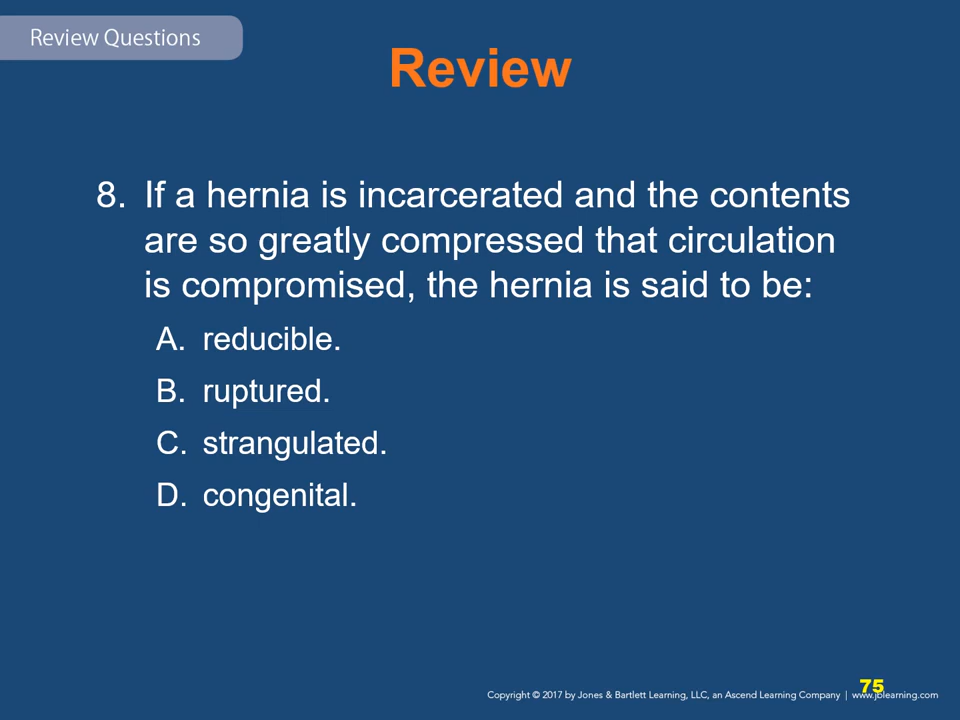 Review Questions
Review
8. If a hernia is incarcerated and the contents
are so greatly compressed that circulation
is compromised, the hernia is said to be:
A. reducible.
B. ruptured.
C. strangulated.
D. congenital.
75
Copyright © 2017 by Jones & Bartlett Learning, LLC, an Ascend Learning Company | www.jblearning.com